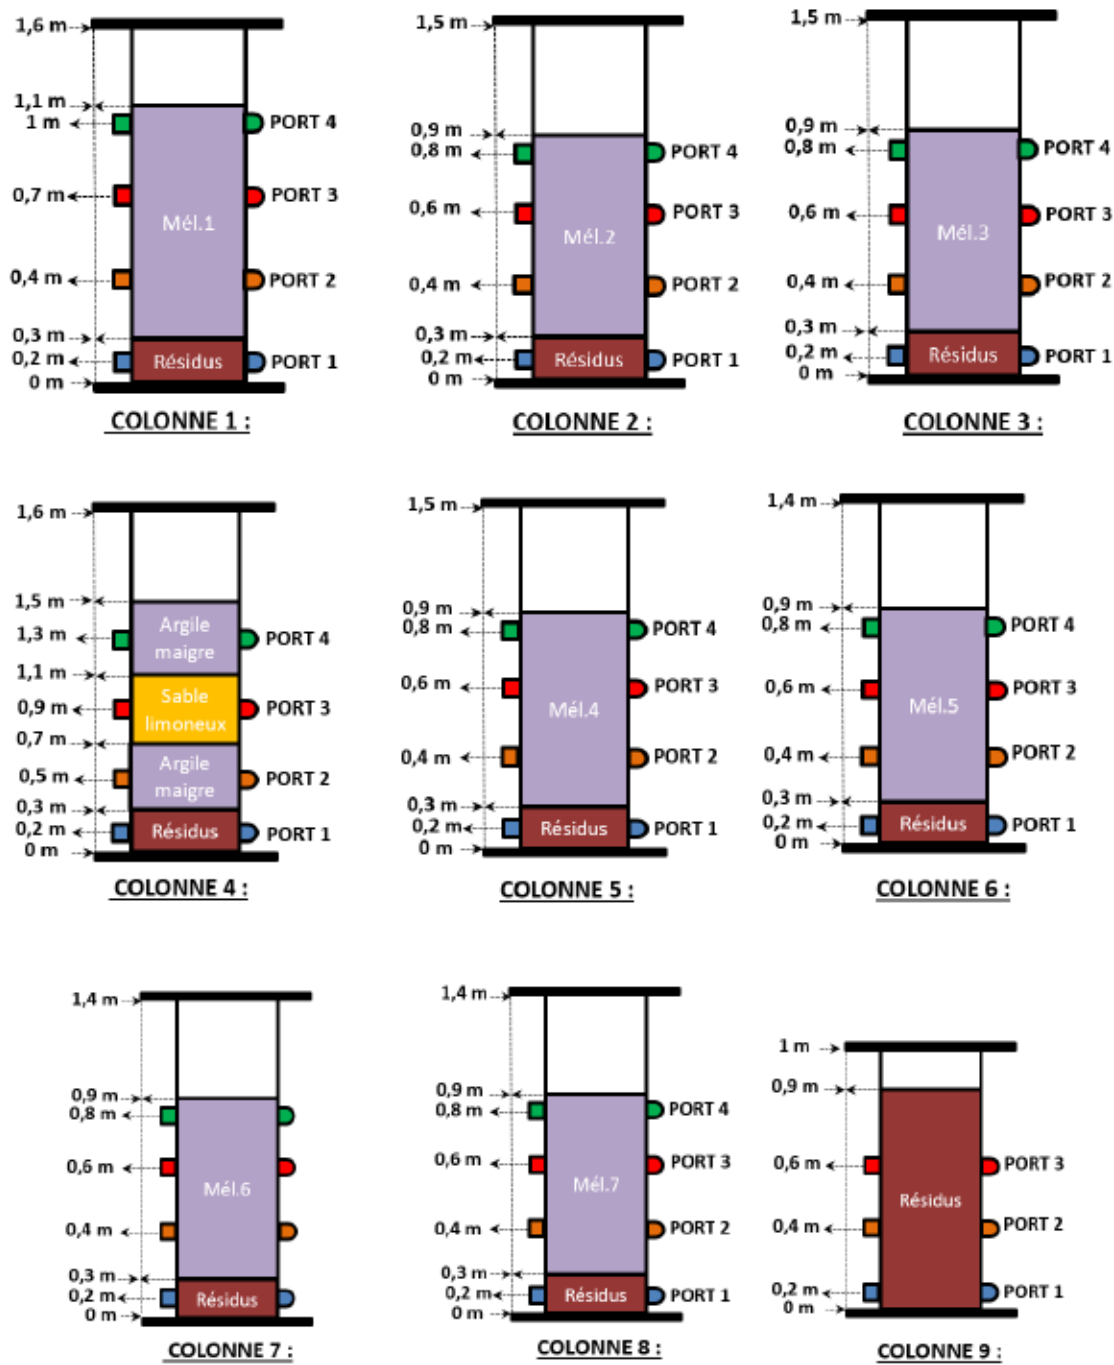 1,6 m
1,1 m
1 m
PORT 4
0,7 m
PORT 3
Mél.1
0,4 m
PORT 2
0,3 m
0,2 m
Résidus
PORT 1
0 m
COLONNE 1 :
1,5 m
0,9 m
0,8 m
PORT 4
0,6 m
PORT 3
Mél.2
0,4 m
PORT 2
0,3 m
0,2 m
Résidus
PORT 1
0 m
COLONNE 2 :
1,5 m
0,9 m
0,8 m
PORT 4
0,6 m
PORT 3
Mél.3
0,4 m
PORT 2
0,3 m
0,2 m
Résidus
PORT 1
0 m
COLONNE 3 :
1,6 m
1,5 m
Argile
maigre
1,3 m
PORT 4
1,1 m
Sable
limoneux
0,9 m
PORT 3
0,7 m
Argile
maigre
0,5 m
PORT 2
0,3 m
0,2 m
Résidus
PORT 1
0 m
COLONNE 4 :
1,5 m
0,9 m
0,8 m
PORT 4
0,6 m
PORT 3
Mél.4
0,4 m
PORT 2
0,3 m
0,2 m
Résidus
PORT 1
0 m
COLONNE 5 :
1,4 m
0,9 m
0,8 m
PORT 4
0,6 m
PORT 3
Mél.5
0,4 m
PORT 2
0,3 m
0,2 m
Résidus
PORT 1
0 m
COLONNE 6 :
1,4 m
0,9 m
0,8 m
0,6 m
Mél.6
0,4 m
0,3 m
0,2 m
Résidus
0 m
COLONNE 7 :
1,4 m
0,9 m
0,8 m
PORT 4
0,6 m
PORT 3
Mél.7
0,4 m
PORT 2
0,3 m
0,2 m
Résidus
PORT 1
0 m
COLONNE 8 :
1 m
0,9 m
0,6 m
PORT 3
Résidus
0,4 m
PORT 2
0,2 m
PORT 1
0 m
COLONNE 9 :